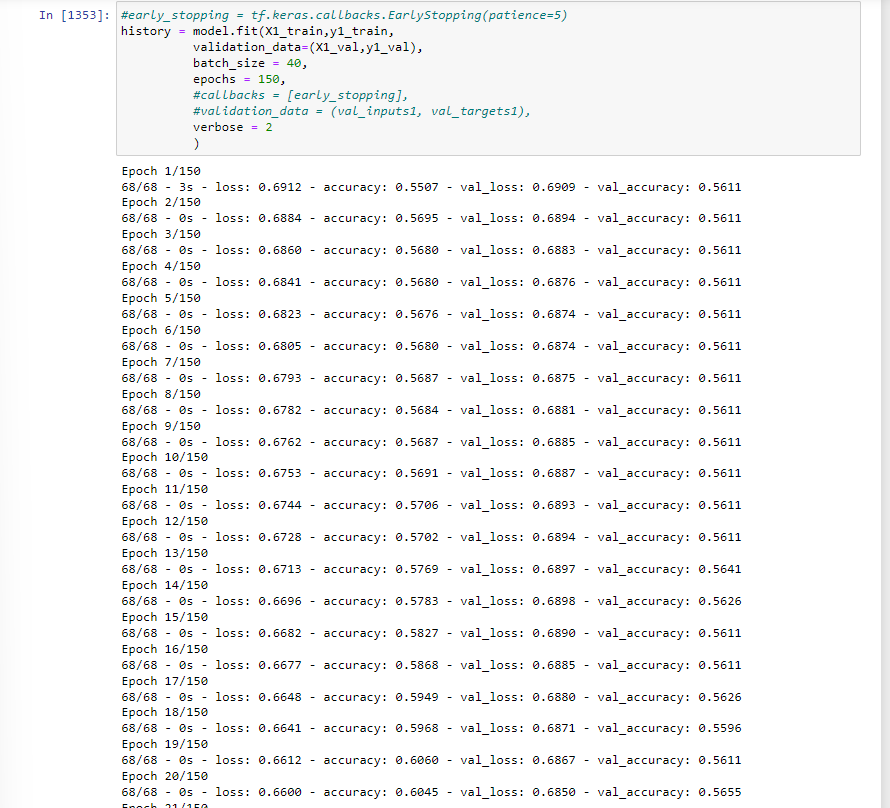 In [1353]: #early_stopping = tf.keras.callbacks.EarlyStopping(patience=5)
history = model.fit(X1_train,y1_train,
validation_data=(X1_val,y1_val),
batch_size = 40,
epochs = 150,
#callbacks = [early_stopping],
#validation_data = (val_inputs1, val_targets1),
verbose = 2
)
Epoch 1/150
68/68 - 3s - loss: 0.6912 - accuracy: 0.5507 - val_loss: 0.6909 - val_accuracy: 0.5611
Epoch 2/150
68/68 - 0s - loss: 0.6884 - accuracy: 0.5695 - val_loss: 0.6894 - val_accuracy: 0.5611
Epoch 3/150
68/68 - 0s - loss: 0.6860 - accuracy: 0.5680 - val_loss: 0.6883 - val_accuracy: 0.5611
Epoch 4/150
68/68 - 0s - loss: 0.6841 - accuracy: 0.5680 - val_loss: 0.6876 - val_accuracy: 0.5611
Epoch 5/150
68/68 - 0s - loss: 0.6823 - accuracy: 0.5676 - val_loss: 0.6874 - val_accuracy: 0.5611
Epoch 6/150
68/68 - 0s - loss: 0.6805 - accuracy: 0.5680 - val_loss: 0.6874 - val_accuracy: 0.5611
Epoch 7/150
68/68 - 0s - loss: 0.6793 - accuracy: 0.5687 - val_loss: 0.6875 - val_accuracy: 0.5611
Epoch 8/150
68/68 - 0s - loss: 0.6782 - accuracy: 0.5684 - val_loss: 0.6881 - val_accuracy: 0.5611
Epoch 9/150
68/68 - 0s - loss: 0.6762 - accuracy: 0.5687 - val_loss: 0.6885 - val_accuracy: 0.5611
Epoch 10/150
68/68 - 0s - loss: 0.6753 - accuracy: 0.5691 - val_loss: 0.6887 - val_accuracy: 0.5611
Epoch 11/150
68/68 - 0s - loss: 0.6744 - accuracy: 0.5706 - val_loss: 0.6893 - val_accuracy: 0.5611
Epoch 12/150
68/68 - 0s - loss: 0.6728 - accuracy: 0.5702 - val_loss: 0.6894 - val_accuracy: 0.5611
Epoch 13/150
68/68 - 0s - loss: 0.6713 - accuracy: 0.5769 - val_loss: 0.6897 - val_accuracy: 0.5641
Epoch 14/150
68/68 - 0s - loss: 0.6696 - accuracy: 0.5783 - val_loss: 0.6898 - val_accuracy: 0.5626
Epoch 15/150
68/68 - 0s - loss: 0.6682 - accuracy: 0.5827 - val_loss: 0.6890 - val_accuracy: 0.5611
Epoch 16/150
68/68 - 0s - loss: 0.6677 - accuracy: 0.5868 - val_loss: 0.6885 - val_accuracy: 0.5611
Epoch 17/150
68/68 - 0s - loss: 0.6648 - accuracy: 0.5949 - val_loss: 0.6880 - val_accuracy: 0.5626
Epoch 18/150
68/68 - 0s - loss: 0.6641 - accuracy: 0.5968 - val_loss: 0.6871 - val_accuracy: 0.5596
Epoch 19/150
68/68 - 0s - loss: 0.6612 - accuracy: 0.6060 - val_loss: 0.6867 - val_accuracy: 0.5611
Epoch 20/150
68/68 - 0s - loss: 0.6600 - accuracy: 0.6045 - val_loss: 0.6850 - val_accuracy: 0.5655
Epoch 21/150